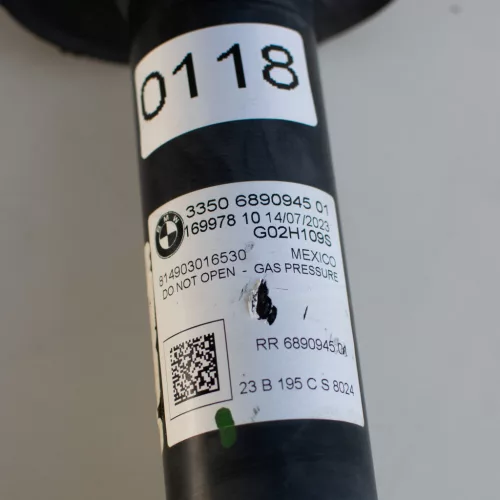 0118
BMW
3350 6890945 01
169978 10 14/07/2023
G02H109S
814903016530 MEXICO
DO NOT OPEN - GAS PRESSURE
RR 6890945
23 B 195 C S 8024